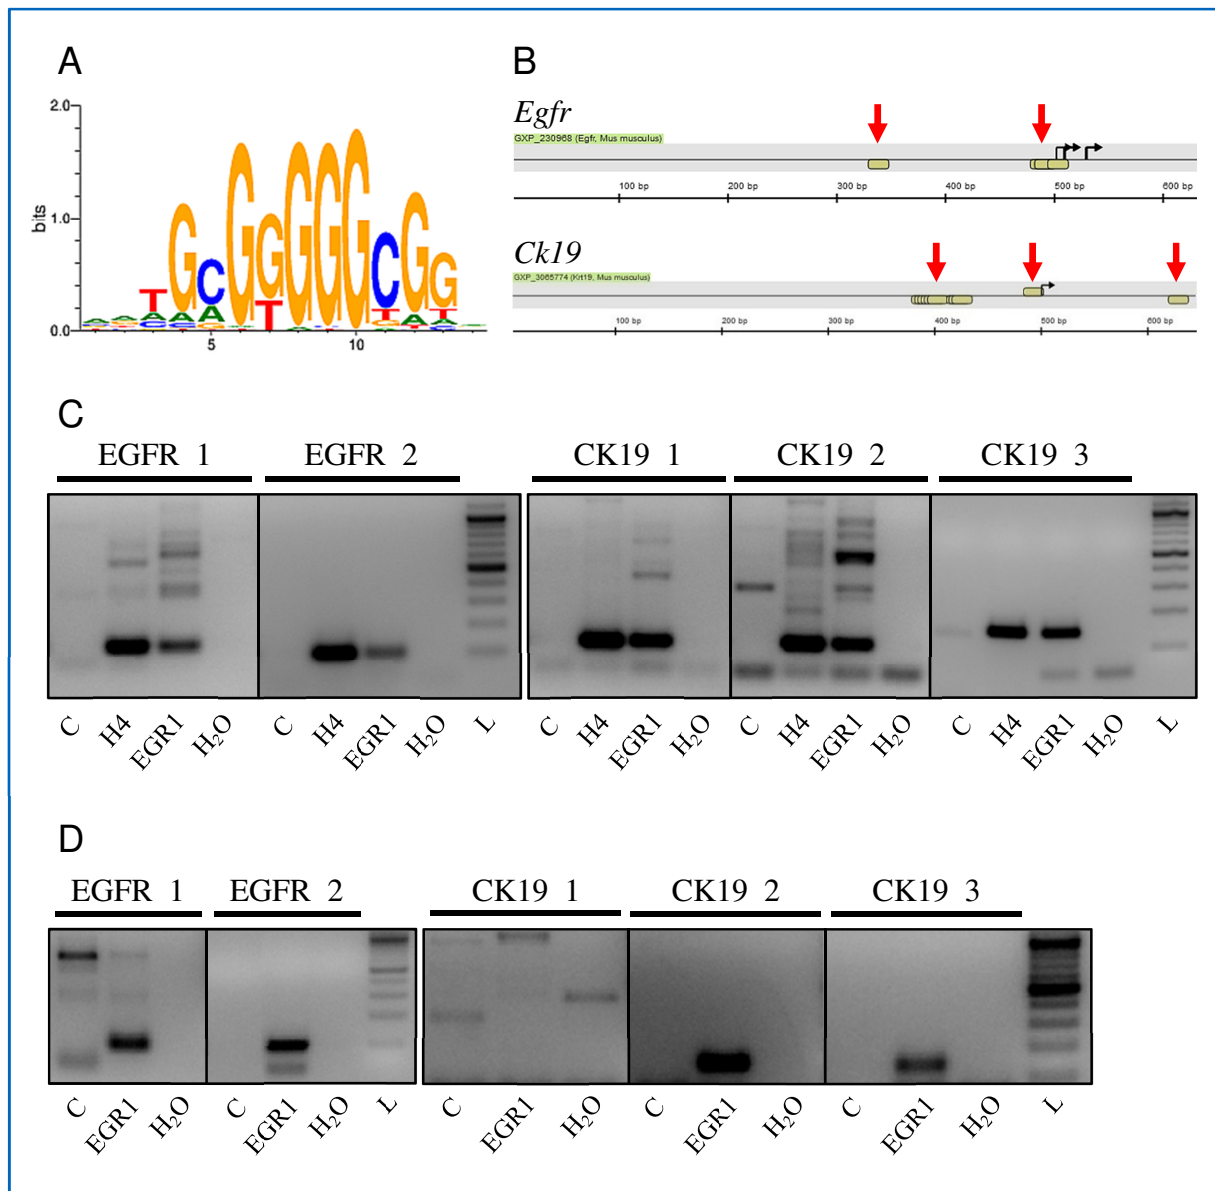 A
B
2.0
1.0
0.0
bits
T G C G G G G G C G G
A A A G T T A T
5
10
Egfr
GXP_230968 (Egfr, Mus musculus)
100 bp 200 bp 300 bp 400 bp 500 bp 600 bp
Ck19
GXP_3065774 (Krt19, Mus musculus)
100 bp 200 bp 300 bp 400 bp 500 bp 600 bp
C
EGFR 1 EGFR 2 CK19 1 CK19 2 CK19 3
C H4 EGR1 H₂O C H4 EGR1 H₂O L C H4 EGR1 H₂O C H4 EGR1 H₂O C H4 EGR1 H₂O L
D
EGFR 1 EGFR 2 CK19 1 CK19 2 CK19 3
C EGR1 H₂O C EGR1 H₂O L C EGR1 H₂O C EGR1 H₂O C EGR1 H₂O L